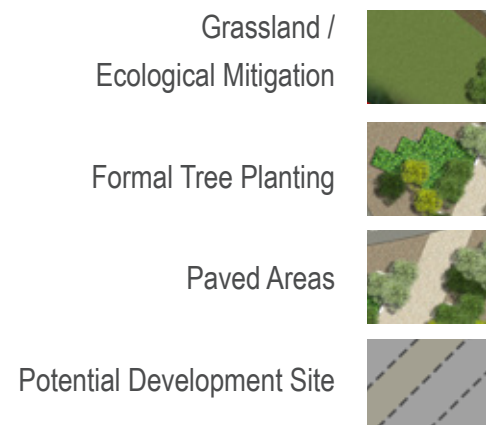 Grassland /
Ecological Mitigation
Formal Tree Planting
Paved Areas
Potential Development Site